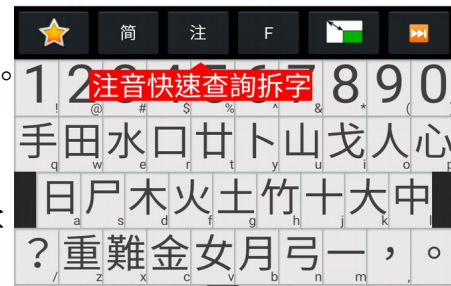 简 注 F
注音快速查詢拆字
1 ! 2 @ # $ % ^ & 8 * 9 ( 0
手 q 田 w 水 e 口 r 廿 t 卜 y 山 u 戈 i 人 o 心 p
日 a 尸 s 木 d 火 f 土 g 竹 h 十 j 大 k 中 l
? / 重 z 難 x 金 c 女 v 月 b 弓 n 一 m ， , 。 .